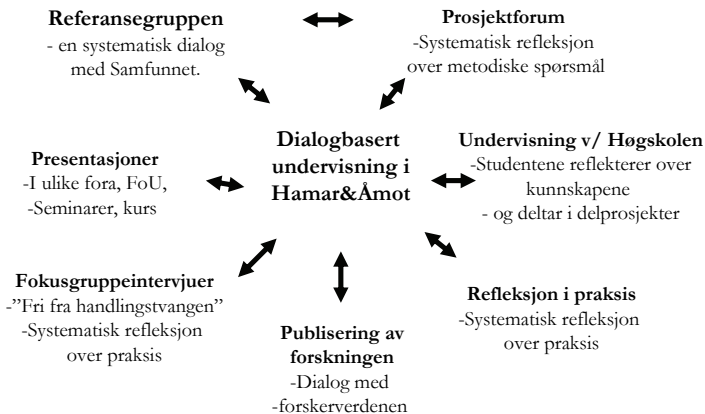 Referansegruppen
- en systematisk dialog
med Samfunnet.
Prosjektforum
-Systematisk refleksjon
over metodiske spørsmål
Dialogbasert
undervisning i
Hamar&Åmot
Presentasjoner
-I ulike fora, FoU,
-Seminarer, kurs
Undervisning v/ Høgskolen
-Studentene reflekterer over
kunnskapene
- og deltar i delprosjekter
Fokusgruppeintervjuer
-”Fri fra handlingstvangen”
-Systematisk refleksjon
over praksis
Publisering av
forskningen
-Dialog med
-forskerverdenen
Refleksjon i praksis
-Systematisk refleksjon
over praksis